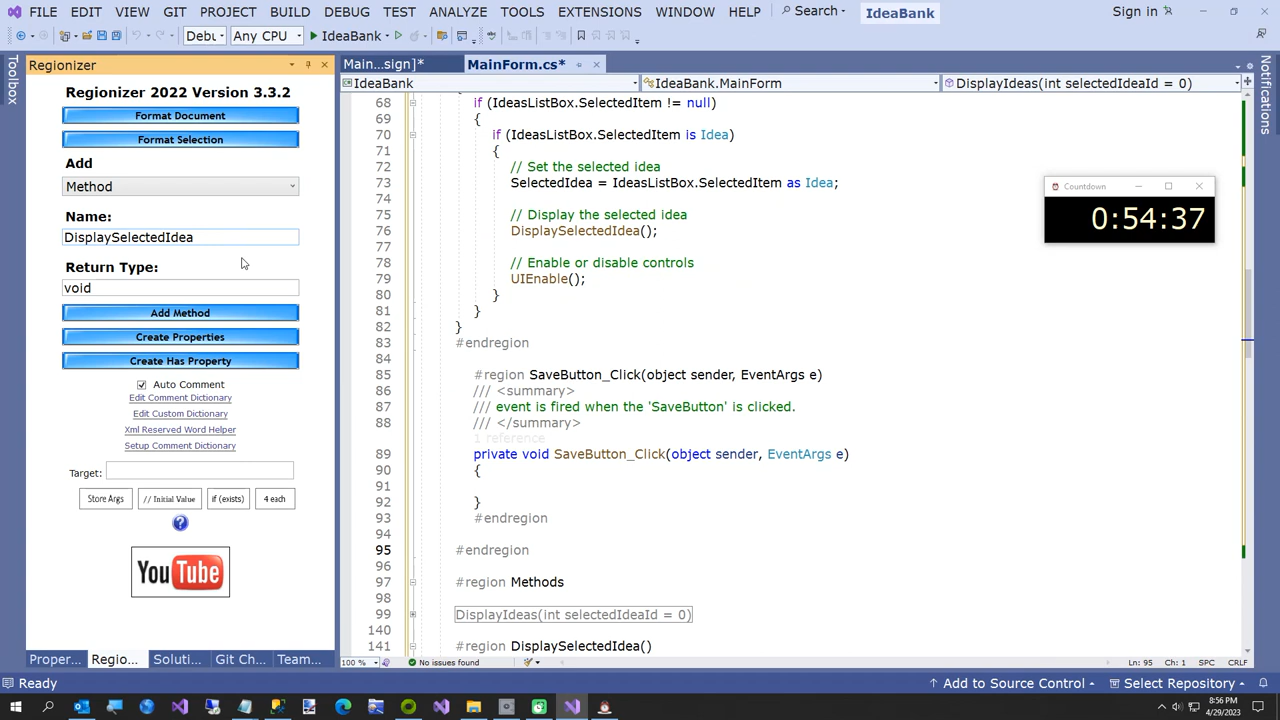 FILE EDIT VIEW GIT PROJECT BUILD DEBUG TEST ANALYZE TOOLS EXTENSIONS WINDOW HELP Search IdeaBank Sign in
Debu Any CPU IdeaBank
Toolbox
Regionizer
Regionizer 2022 Version 3.3.2
Format Document
Format Selection
Add
Method
Name:
DisplaySelectedIdea
Return Type:
void
Add Method
Create Properties
Create Has Property
Auto Comment
Edit Comment Dictionary
Edit Custom Dictionary
Xml Reserved Word Helper
Setup Comment Dictionary
Target:
Store Args // Initial Value if (exists) 4 each
?
YouTube
Proper... Regio... Soluti... Git Ch... Team...
Main...sign]* MainForm.cs*
IdeaBank IdeaBank.MainForm DisplayIdeas(int selectedIdeaId = 0)
68 if (IdeasListBox.SelectedItem != null)
69 {
70 if (IdeasListBox.SelectedItem is Idea)
71 {
72 // Set the selected idea
73 SelectedIdea = IdeasListBox.SelectedItem as Idea;
74
75 // Display the selected idea
76 DisplaySelectedIdea();
77
78 // Enable or disable controls
79 UIEnable();
80 }
81 }
82 }
83 #endregion
84
85 #region SaveButton_Click(object sender, EventArgs e)
86 /// <summary>
87 /// event is fired when the 'SaveButton' is clicked.
88 /// </summary>
1 reference
89 private void SaveButton_Click(object sender, EventArgs e)
90 {
91
92 }
93 #endregion
94
95 #endregion
96
97 #region Methods
98
99 DisplayIdeas(int selectedIdeaId = 0)
140
141 #region DisplaySelectedIdea()
100 % No issues found Ln: 95 Ch: 1 SPC CRLF
Countdown
0:54:37
Notifications
Ready Add to Source Control Select Repository
8:56 PM
4/29/2023